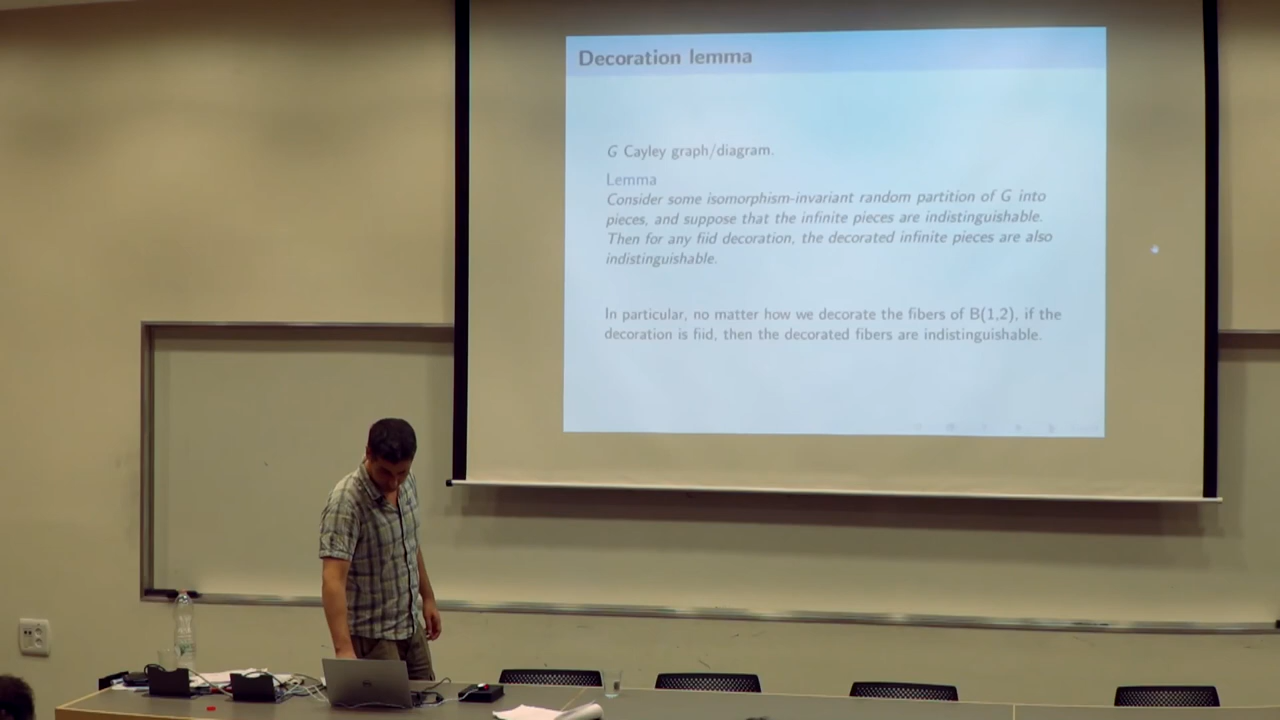 Decoration lemma
G Cayley graph/diagram.
Lemma
Consider some isomorphism-invariant random partition of G into
pieces, and suppose that the infinite pieces are indistinguishable.
Then for any fiid decoration, the decorated infinite pieces are also
indistinguishable.
In particular, no matter how we decorate the fibers of B(1,2), if the
decoration is fiid, then the decorated fibers are indistinguishable.